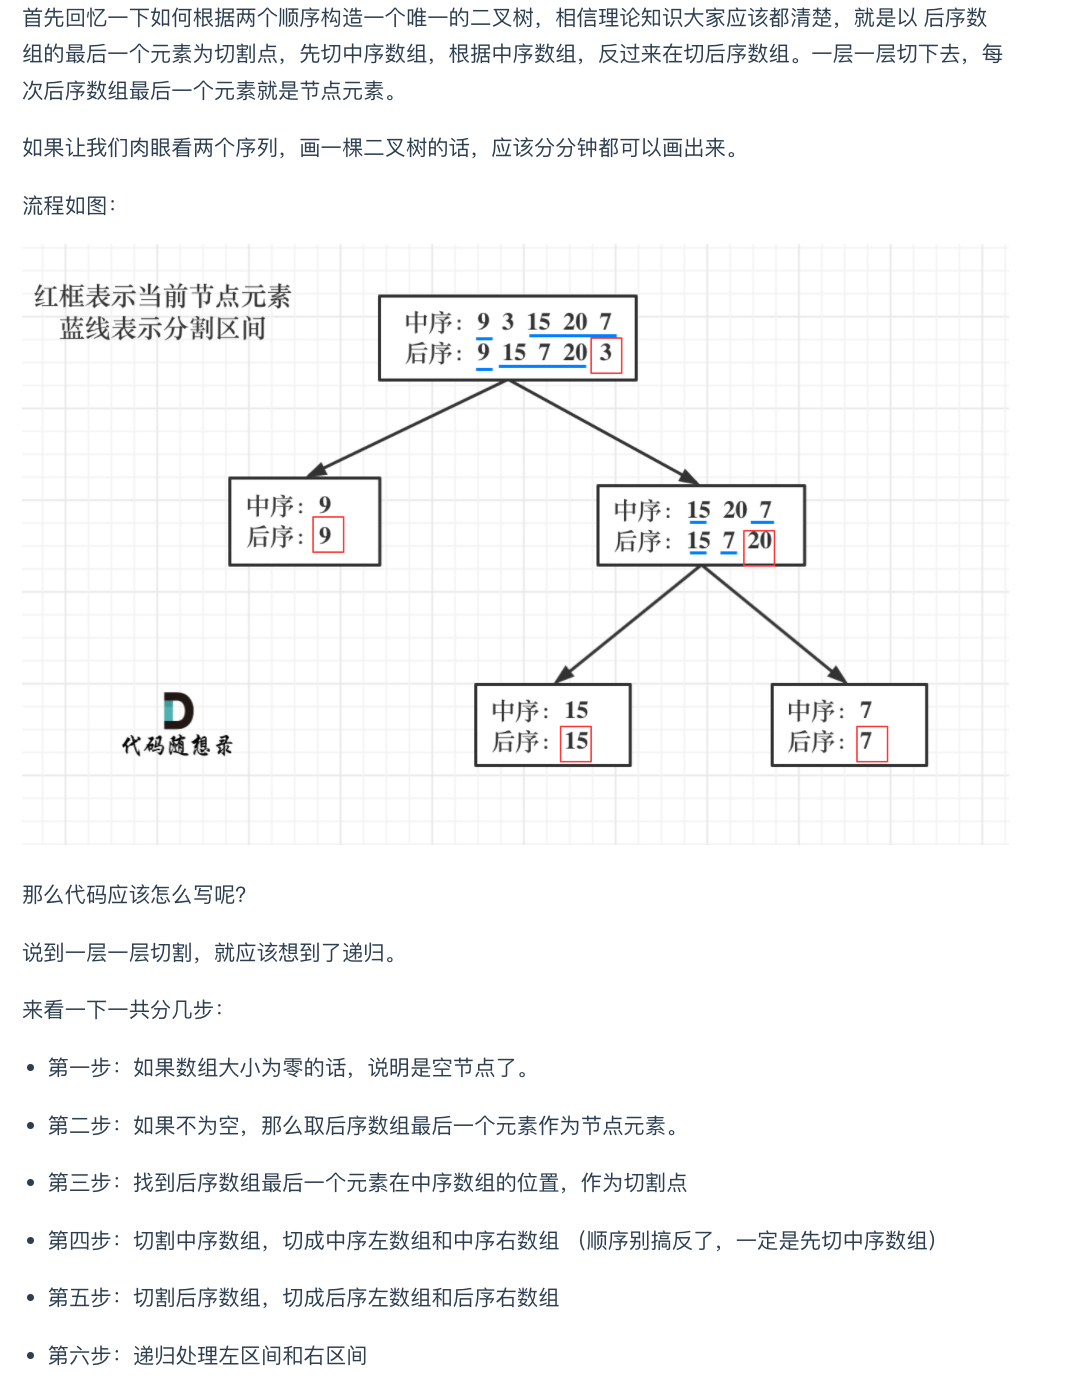 首先回忆一下如何根据两个顺序构造一个唯一的二叉树，相信理论知识大家应该都清楚，就是以 后序数
组的最后一个元素为切割点，先切中序数组，根据中序数组，反过来在切后序数组。一层一层切下去，每
次后序数组最后一个元素就是节点元素。
如果让我们肉眼看两个序列，画一棵二叉树的话，应该分分钟都可以画出来。
流程如图：
红框表示当前节点元素
蓝线表示分割区间
中序：9 3 15 20 7
后序：9 15 7 20 3
中序：9
后序：9
中序：15 20 7
后序：15 7 20
中序：15
后序：15
中序：7
后序：7
代码随想录
那么代码应该怎么写呢？
说到一层一层切割，就应该想到了递归。
来看一下一共分几步：
• 第一步：如果数组大小为零的话，说明是空节点了。
• 第二步：如果不为空，那么取后序数组最后一个元素作为节点元素。
• 第三步：找到后序数组最后一个元素在中序数组的位置，作为切割点
• 第四步：切割中序数组，切成中序左数组和中序右数组 （顺序别搞反了，一定是先切中序数组）
• 第五步：切割后序数组，切成后序左数组和后序右数组
• 第六步：递归处理左区间和右区间